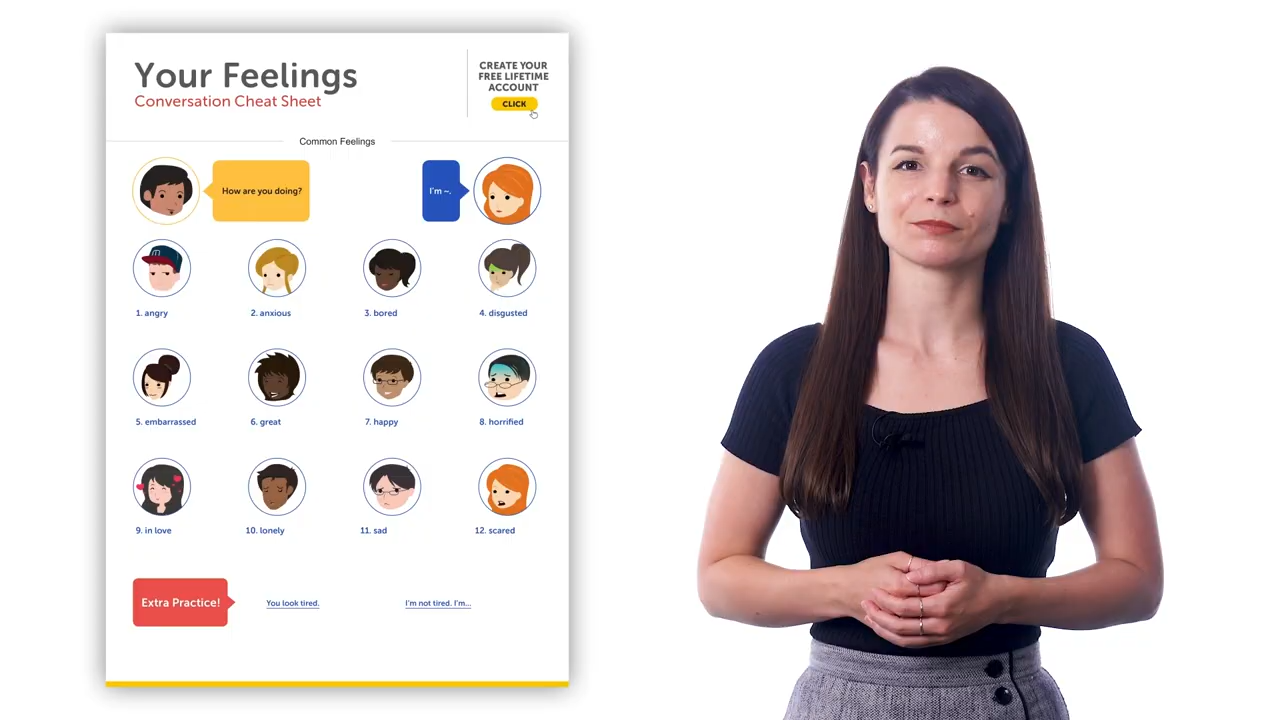 Your Feelings
Conversation Cheat Sheet
CREATE YOUR
FREE LIFETIME
ACCOUNT
CLICK
Common Feelings
How are you doing?
I'm ~.
1. angry
2. anxious
3. bored
4. disgusted
5. embarrassed
6. great
7. happy
8. horrified
9. in love
10. lonely
11. sad
12. scared
Extra Practice!
You look tired.
I'm not tired. I'm...